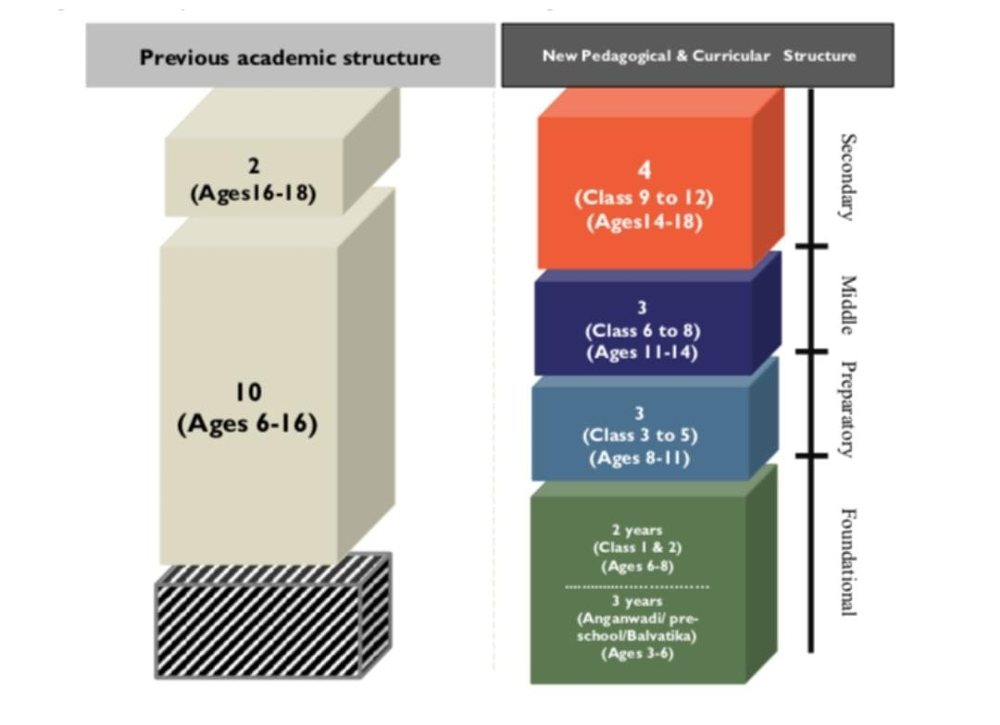 Previous academic structure
New Pedagogical & Curricular Structure
2
(Ages16-18)
10
(Ages 6-16)
4
(Class 9 to 12)
(Ages14-18)
3
(Class 6 to 8)
(Ages 11-14)
3
(Class 3 to 5)
(Ages 8-11)
2 years
(Class 1 & 2)
(Ages 6-8)
3 years
(Anganwadi/ pre-
school/Balvatika)
(Ages 3-6)
Secondary
Middle
Preparatory
Foundational